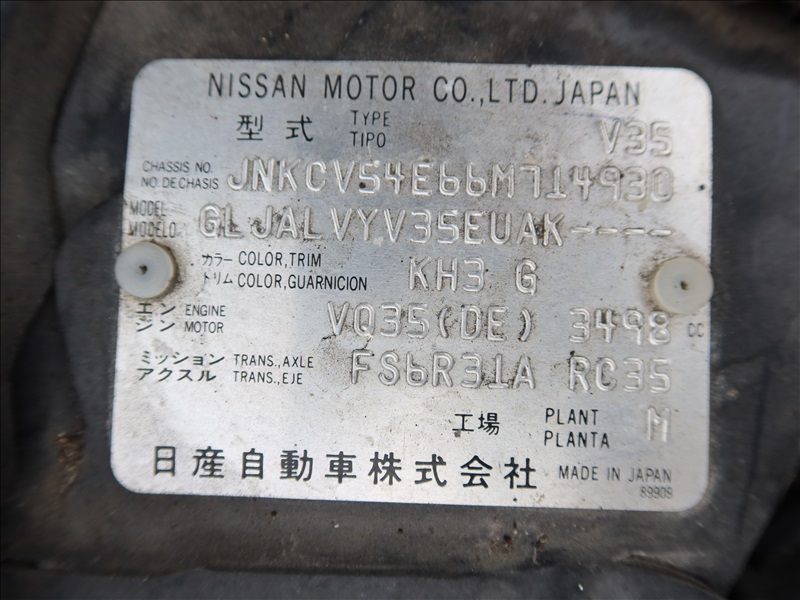 NISSAN MOTOR CO.,LTD. JAPAN
型式 TYPE TIPO V35
CHASSIS NO. NO DE CHASIS JNKCV54E66M714930
MODEL MODELO GLJALVYV35EUAK----
カラー COLOR,TRIM
トリム COLOR,GUARNICION KH3 G
エン ENGINE
ジン MOTOR VQ35(DE) 3498 CC
ミッション TRANS.,AXLE
アクスル TRANS.,EJE FS6R31A RC35
工場 PLANT PLANTA M
日産自動車株式会社 MADE IN JAPAN
89909